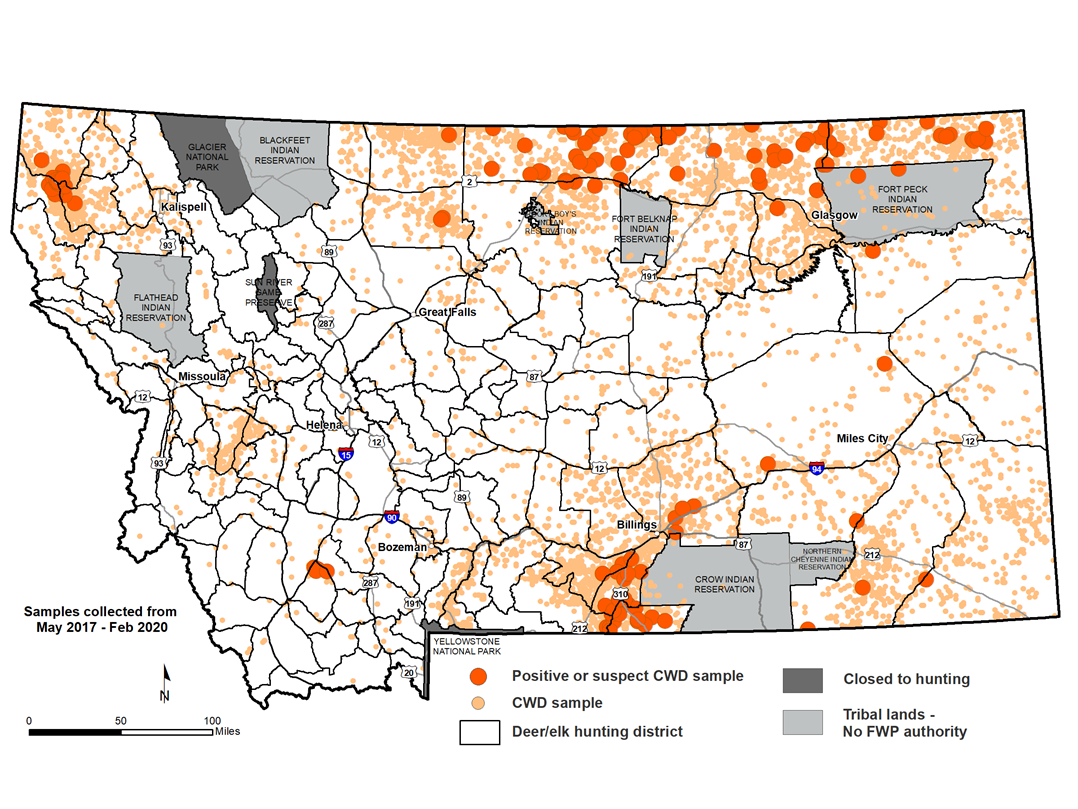 GLACIER
NATIONAL
PARK
BLACKFEET
INDIAN
RESERVATION
2
Kalispell
93
89
BOY'S
INDIAN
RESERVATION
FORT BELKNAP
INDIAN
RESERVATION
191
FORT PECK
INDIAN
RESERVATION
Glasgow
SUN RIVER
GAME
PRESERVE
FLATHEAD
INDIAN
RESERVATION
287
Great Falls
Missoula
12
87
Helena
12
15
93
Miles City
12
94
12
89
90
Billings
Bozeman
87
NORTHERN
CHEYENNE INDIAN
RESERVATION
212
CROW INDIAN
RESERVATION
287
310
191
212
Samples collected from
May 2017 - Feb 2020
YELLOWSTONE
NATIONAL PARK
20
N
0 50 100
Miles
Positive or suspect CWD sample
CWD sample
Deer/elk hunting district
Closed to hunting
Tribal lands -
No FWP authority